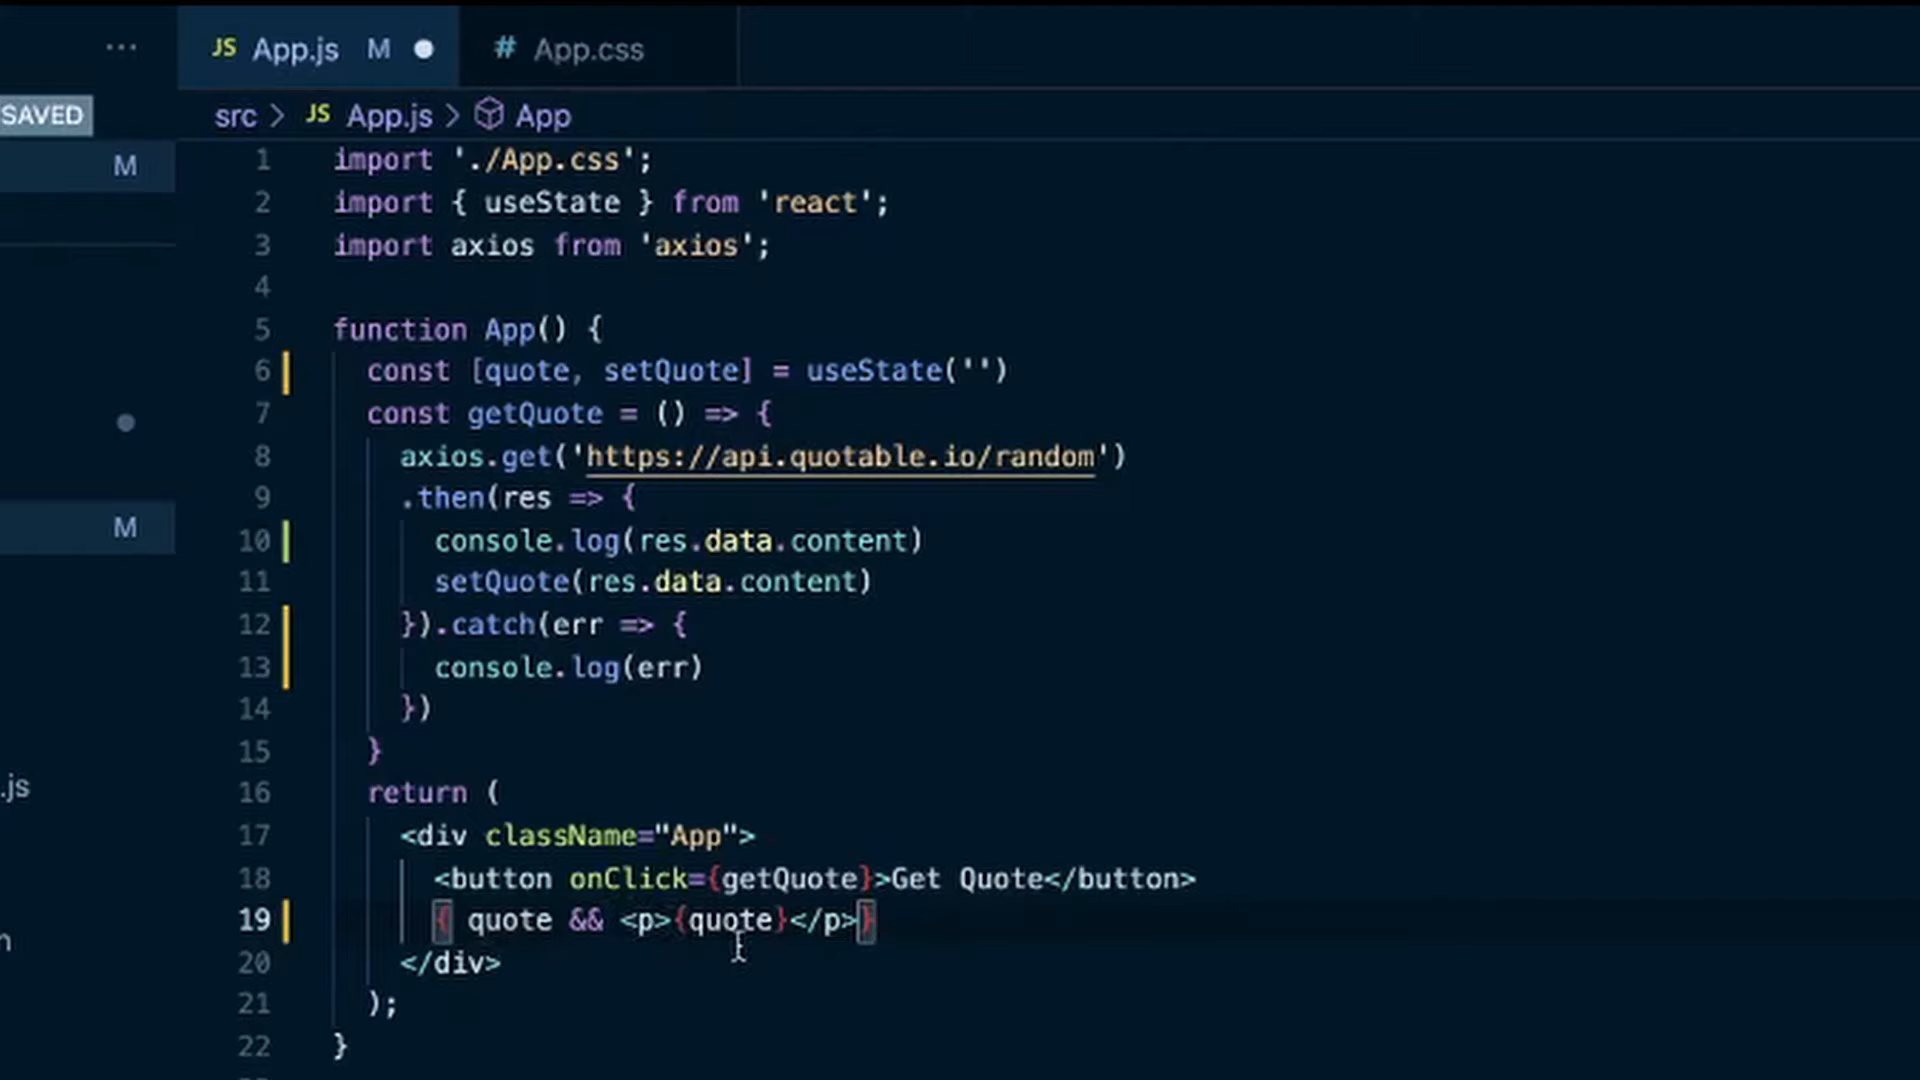 ··· JS App.js M # App.css
SAVED src > JS App.js > App
M
M
.js
1 import './App.css';
2 import { useState } from 'react';
3 import axios from 'axios';
4
5 function App() {
6 const [quote, setQuote] = useState('')
7 const getQuote = () => {
8 axios.get('https://api.quotable.io/random')
9 .then(res => {
10 console.log(res.data.content)
11 setQuote(res.data.content)
12 }).catch(err => {
13 console.log(err)
14 })
15 }
16 return (
17 <div className="App">
18 <button onClick={getQuote}>Get Quote</button>
19 { quote && <p>{quote}</p>}
20 </div>
21 );
22 }